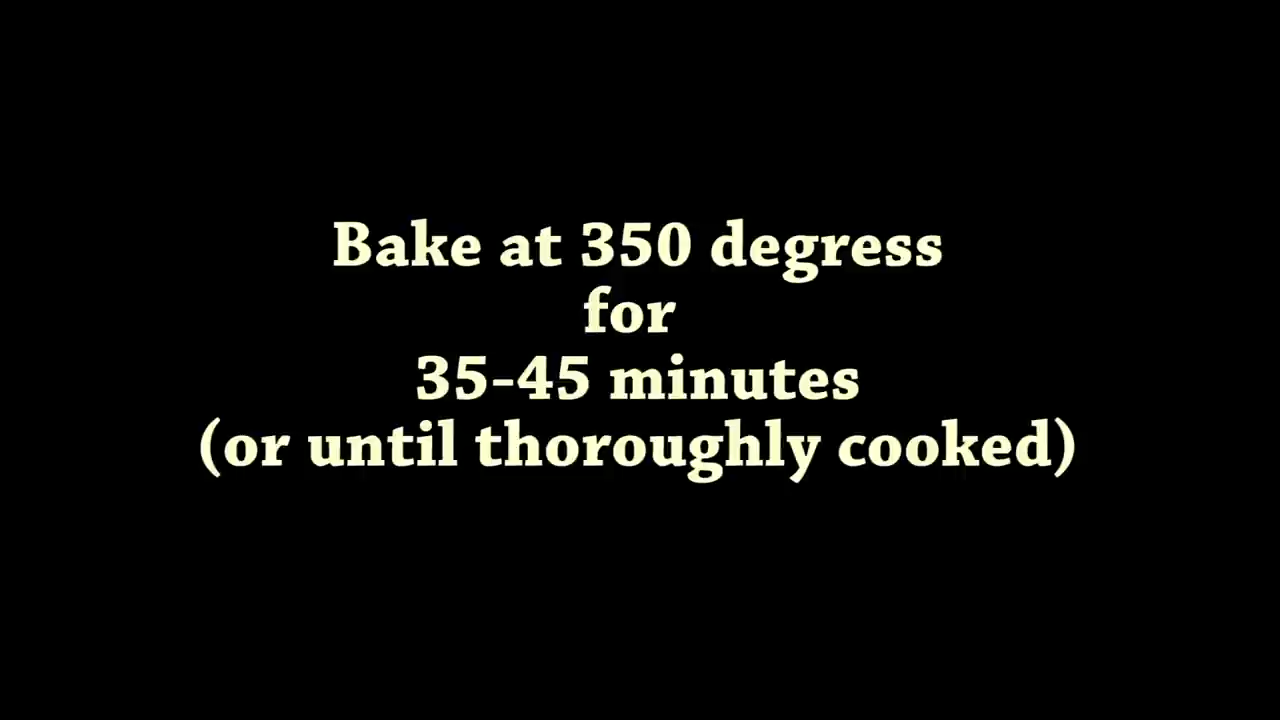 Bake at 350 degress
for
35-45 minutes
(or until thoroughly cooked)